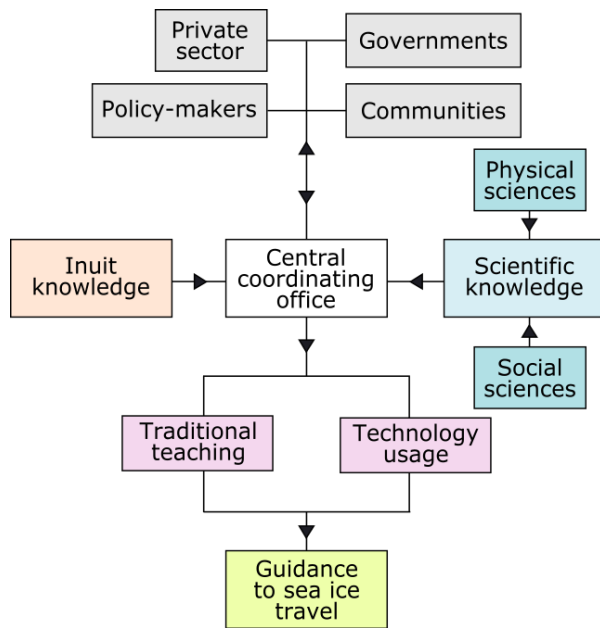 Private
sector
Governments
Policy-makers
Communities
Physical
sciences
Inuit
knowledge
Central
coordinating
office
Scientific
knowledge
Social
sciences
Traditional
teaching
Technology
usage
Guidance
to sea ice
travel